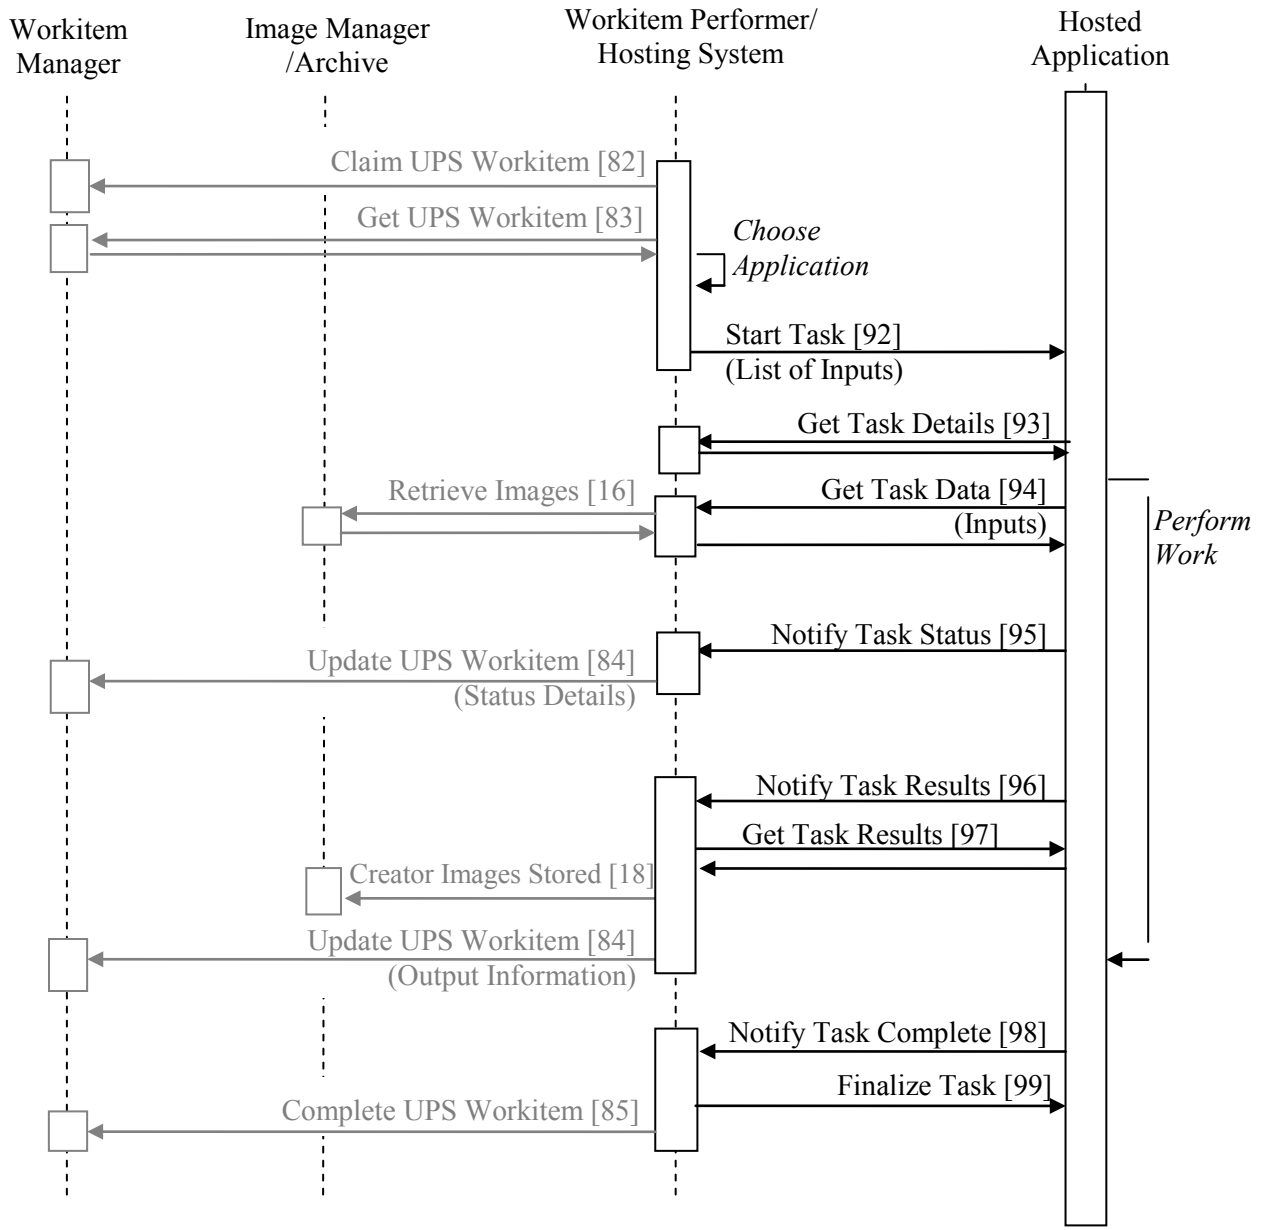 Workitem
Manager
Image Manager
/Archive
Workitem Performer/
Hosting System
Hosted
Application
Claim UPS Workitem [82]
Get UPS Workitem [83]
Choose
Application
Start Task [92]
(List of Inputs)
Get Task Details [93]
Retrieve Images [16]
Get Task Data [94]
(Inputs)
Perform
Work
Notify Task Status [95]
Update UPS Workitem [84]
(Status Details)
Notify Task Results [96]
Get Task Results [97]
Creator Images Stored [18]
Update UPS Workitem [84]
(Output Information)
Notify Task Complete [98]
Finalize Task [99]
Complete UPS Workitem [85]